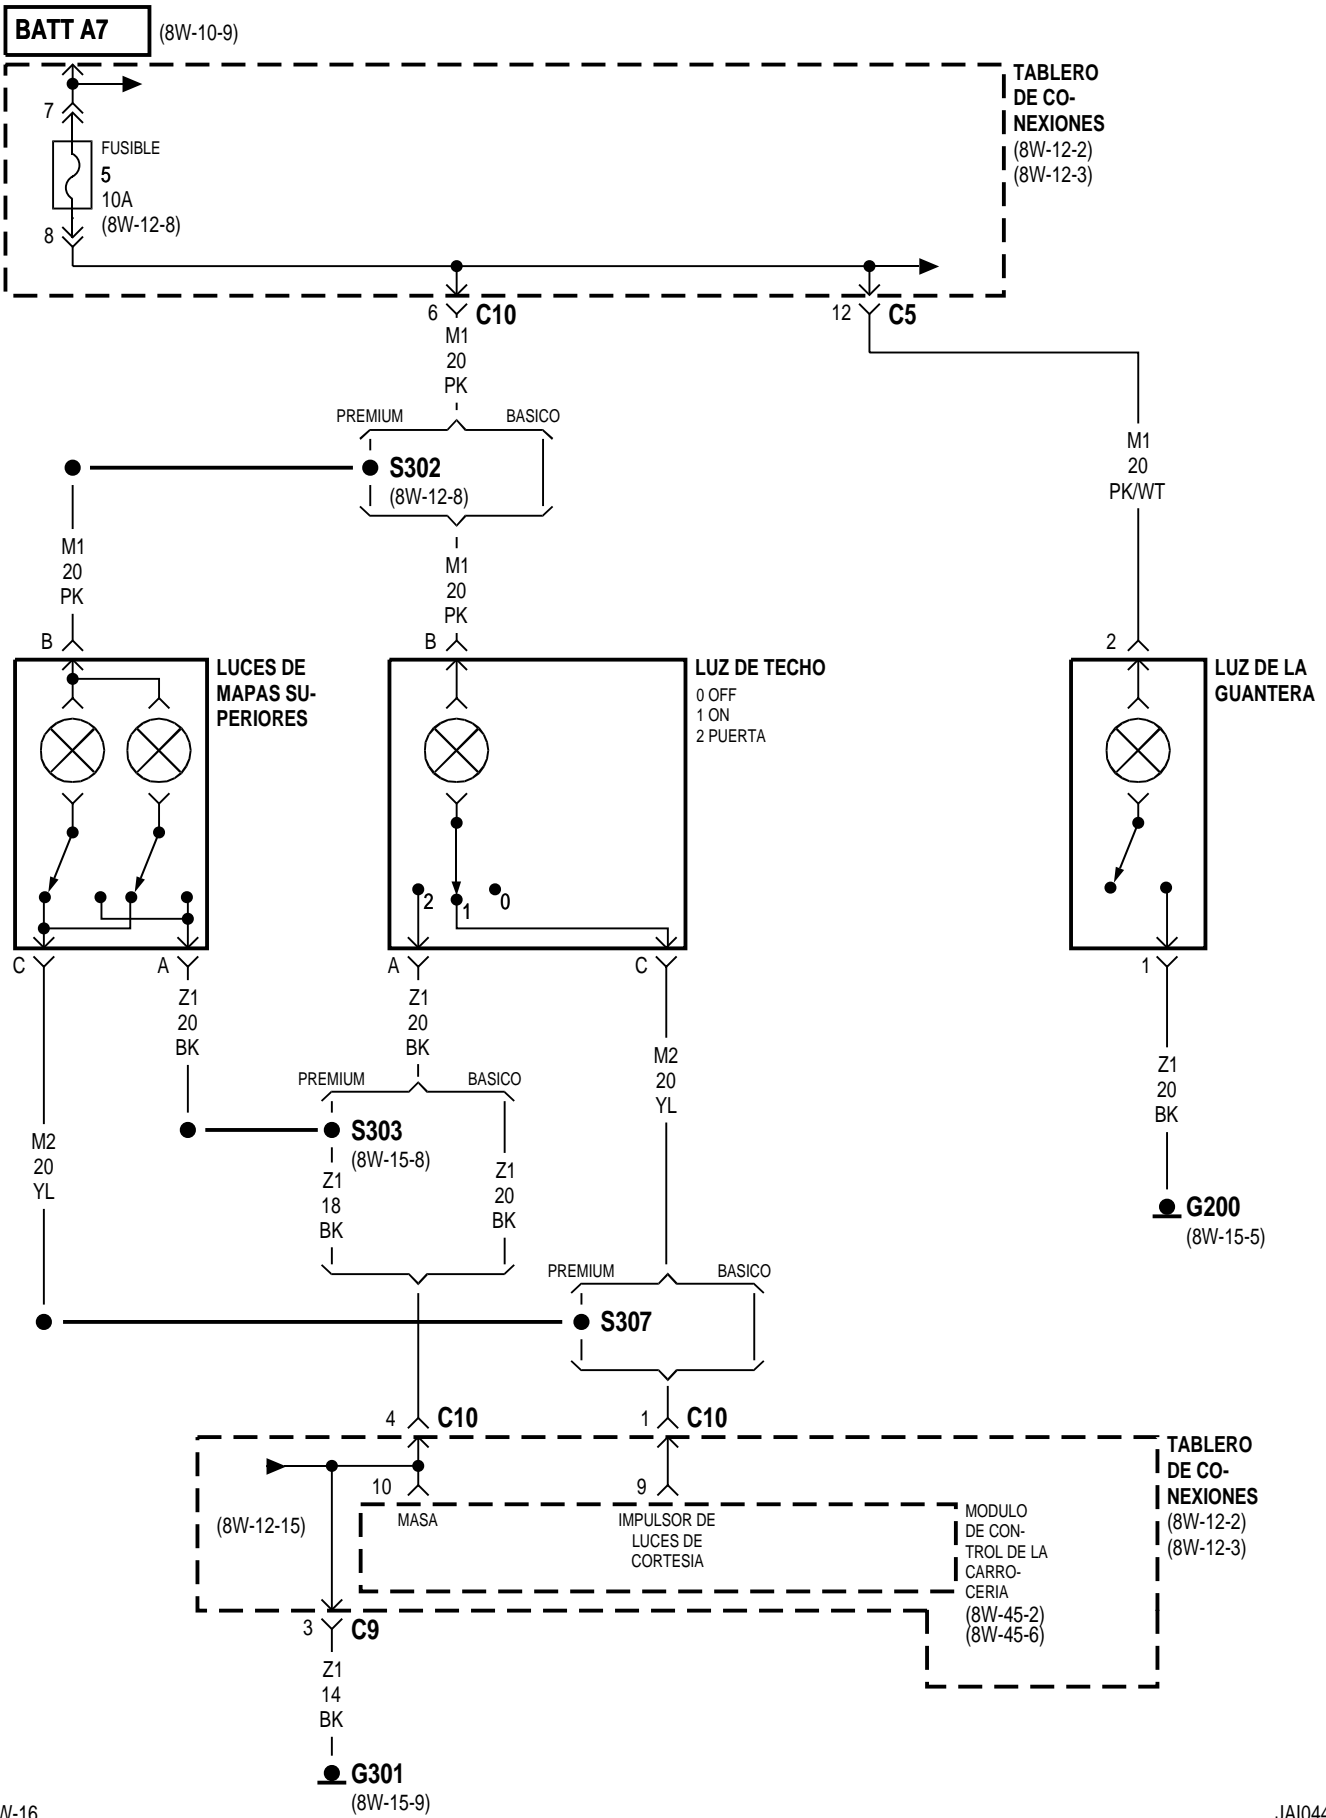 BATT A7 (8W-10-9)
TABLERO
DE CO-
NEXIONES
(8W-12-2)
(8W-12-3)
7
FUSIBLE
5
10A
(8W-12-8)
8
6 C10
12 C5
M1
20
PK
PREMIUM BASICO
S302
(8W-12-8)
M1
20
PK/WT
M1
20
PK
M1
20
PK
B
B
2
LUCES DE
MAPAS SU-
PERIORES
LUZ DE TECHO
0 OFF
1 ON
2 PUERTA
LUZ DE LA
GUANTERA
2
1
0
C
A
A
C
1
Z1
20
BK
Z1
20
BK
M2
20
YL
Z1
20
BK
PREMIUM BASICO
S303
(8W-15-8)
M2
20
YL
Z1
18
BK
Z1
20
BK
G200
(8W-15-5)
PREMIUM BASICO
S307
4 C10
1 C10
TABLERO
DE CO-
NEXIONES
(8W-12-2)
(8W-12-3)
10
9
(8W-12-15)
MASA
IMPULSOR DE
LUCES DE
CORTESIA
MODULO
DE CON-
TROL DE LA
CARRO-
CERIA
(8W-45-2)
(8W-45-6)
3 C9
Z1
14
BK
G301
(8W-15-9)
W-16
JAI044